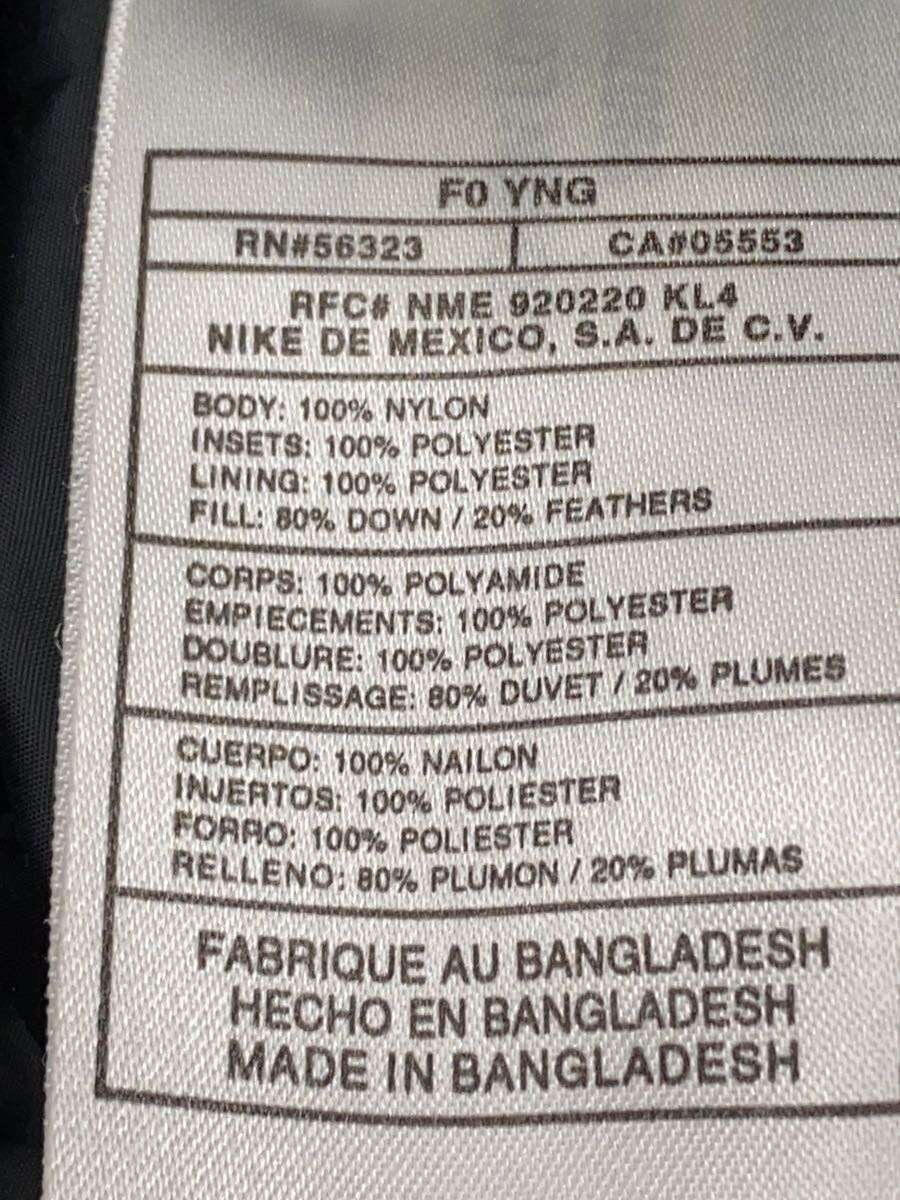 F0 YNG
RN#56323 CA#05553
RFC# NME 920220 KL4
NIKE DE MEXICO, S.A. DE C.V.
BODY: 100% NYLON
INSETS: 100% POLYESTER
LINING: 100% POLYESTER
FILL: 80% DOWN / 20% FEATHERS
CORPS: 100% POLYAMIDE
EMPIECEMENTS: 100% POLYESTER
DOUBLURE: 100% POLYESTER
REMPLISSAGE: 80% DUVET / 20% PLUMES
CUERPO: 100% NAILON
INJERTOS: 100% POLIESTER
FORRO: 100% POLIESTER
RELLENO: 80% PLUMON / 20% PLUMAS
FABRIQUE AU BANGLADESH
HECHO EN BANGLADESH
MADE IN BANGLADESH